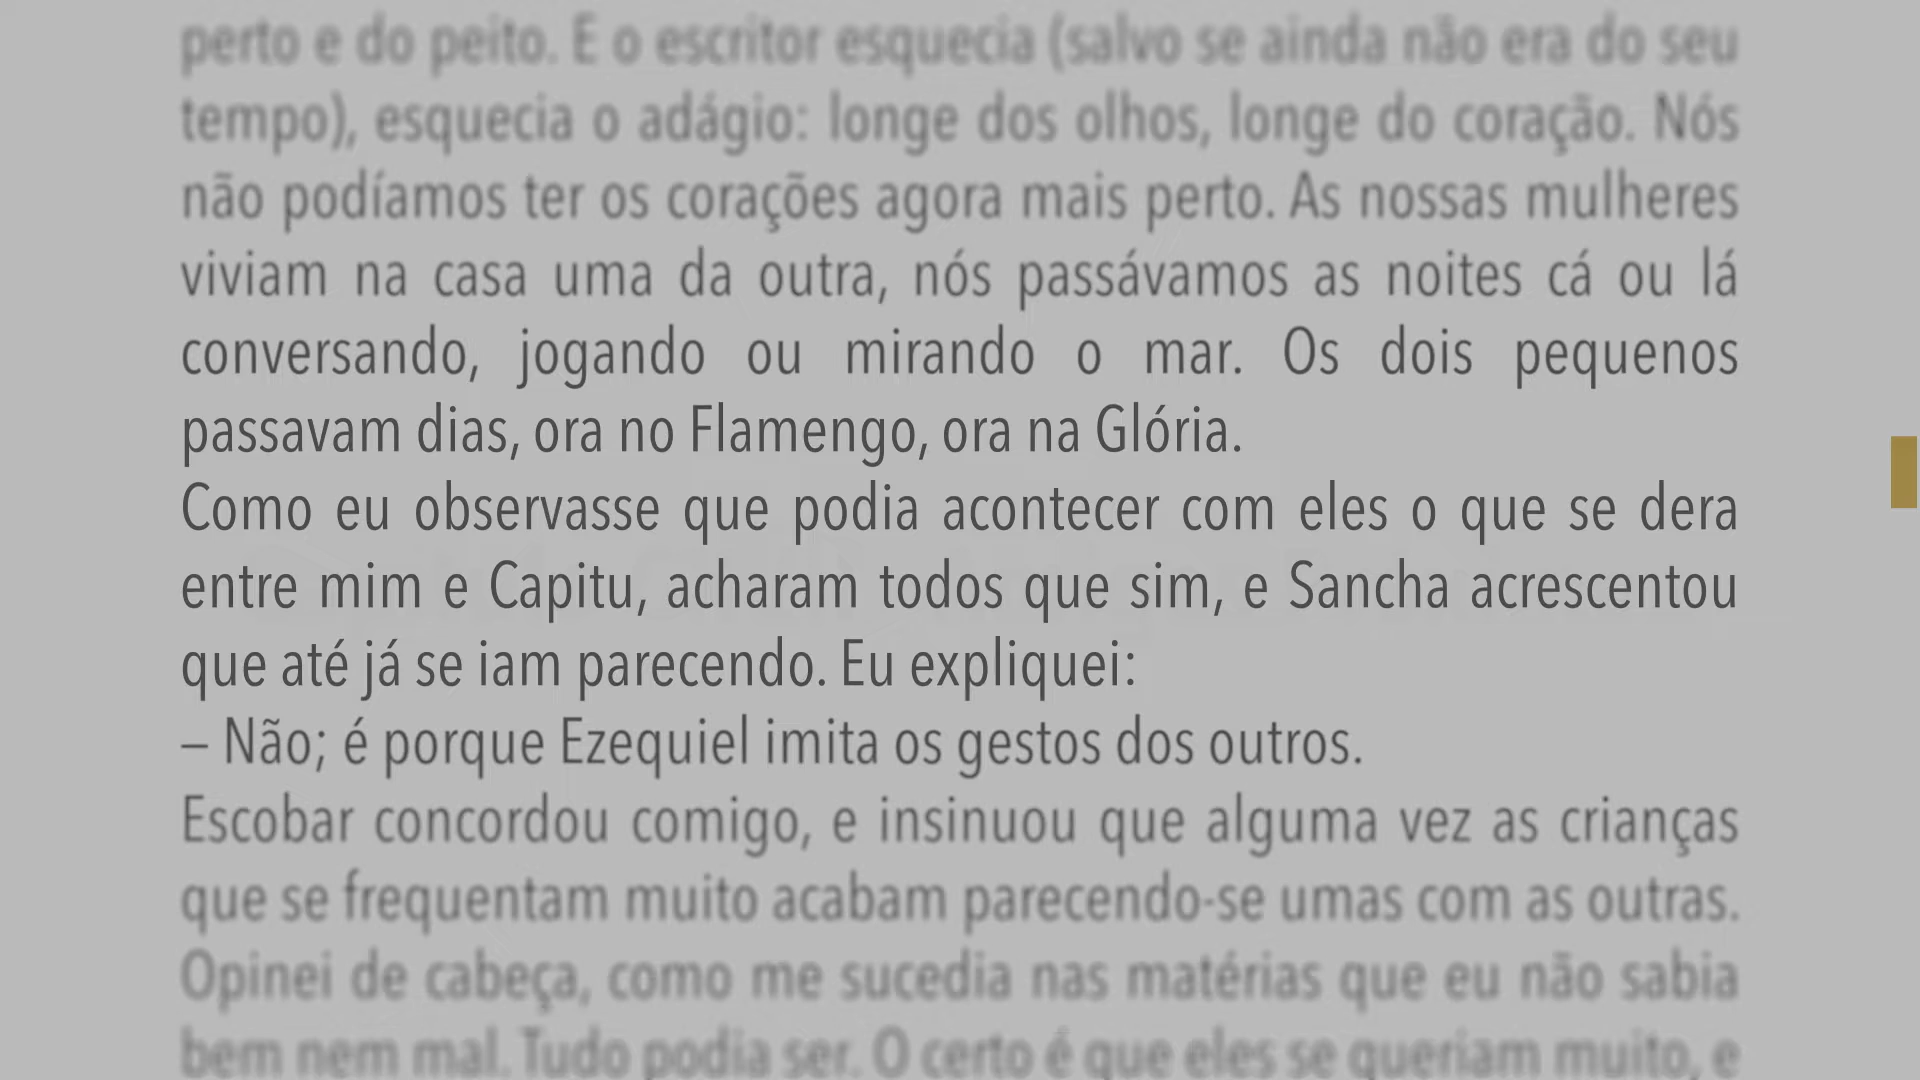 perto e do peito. E o escritor esquecia (salvo se ainda não era do seu
tempo), esquecia o adágio: longe dos olhos, longe do coração. Nós
não podíamos ter os corações agora mais perto. As nossas mulheres
viviam na casa uma da outra, nós passávamos as noites cá ou lá
conversando, jogando ou mirando o mar. Os dois pequenos
passavam dias, ora no Flamengo, ora na Glória.
Como eu observasse que podia acontecer com eles o que se dera
entre mim e Capitu, acharam todos que sim, e Sancha acrescentou
que até já se iam parecendo. Eu expliquei:
– Não; é porque Ezequiel imita os gestos dos outros.
Escobar concordou comigo, e insinuou que alguma vez as crianças
que se frequentam muito acabam parecendo-se umas com as outras.
Opinei de cabeça, como me sucedia nas matérias que eu não sabia
bem nem mal. Tudo podia ser. O certo é que eles se queriam muito, e